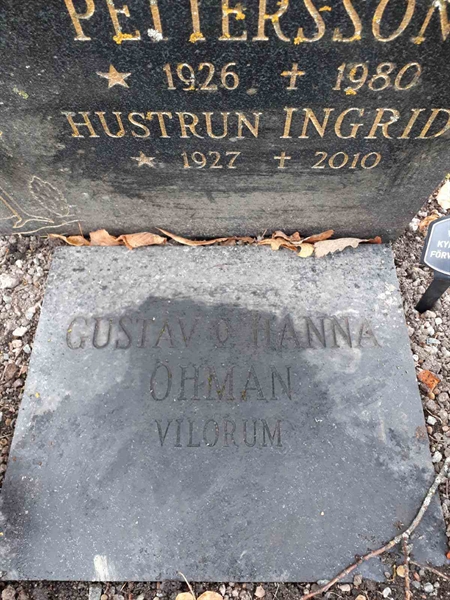 PETTERSSON
★ 1926 ✝ 1980
HUSTRUN INGRID
★ 1927 ✝ 2010
GUSTAV O HANNA
ÖHMAN
VILORUM